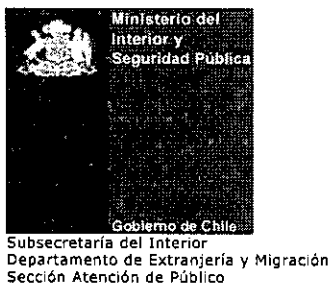 Ministerio del
Interior y
Seguridad Pública
Gobierno de Chile
Subsecretaría del Interior
Departamento de Extranjería y Migración
Sección Atención de Público